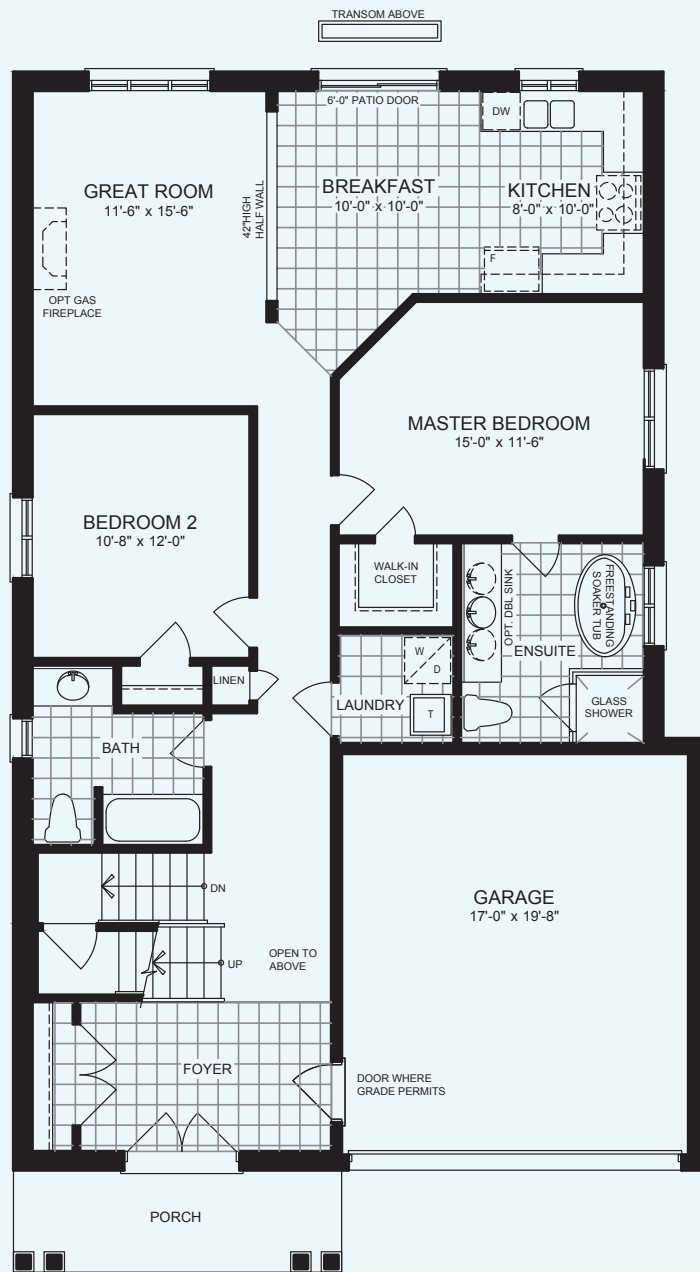 TRANSOM ABOVE
6'-0" PATIO DOOR
DW
GREAT ROOM
11'-6" x 15'-6"
42"HIGH
HALF WALL
BREAKFAST
10'-0" x 10'-0"
KITCHEN
8'-0" x 10'-0"
F
OPT GAS
FIREPLACE
MASTER BEDROOM
15'-0" x 11'-6"
BEDROOM 2
10'-8" x 12'-0"
WALK-IN
CLOSET
OPT. DBL SINK
FREESTANDING
SOAKER TUB
ENSUITE
W
D
LINEN
LAUNDRY
T
GLASS
SHOWER
BATH
DN
GARAGE
17'-0" x 19'-8"
UP
OPEN TO
ABOVE
FOYER
DOOR WHERE
GRADE PERMITS
PORCH